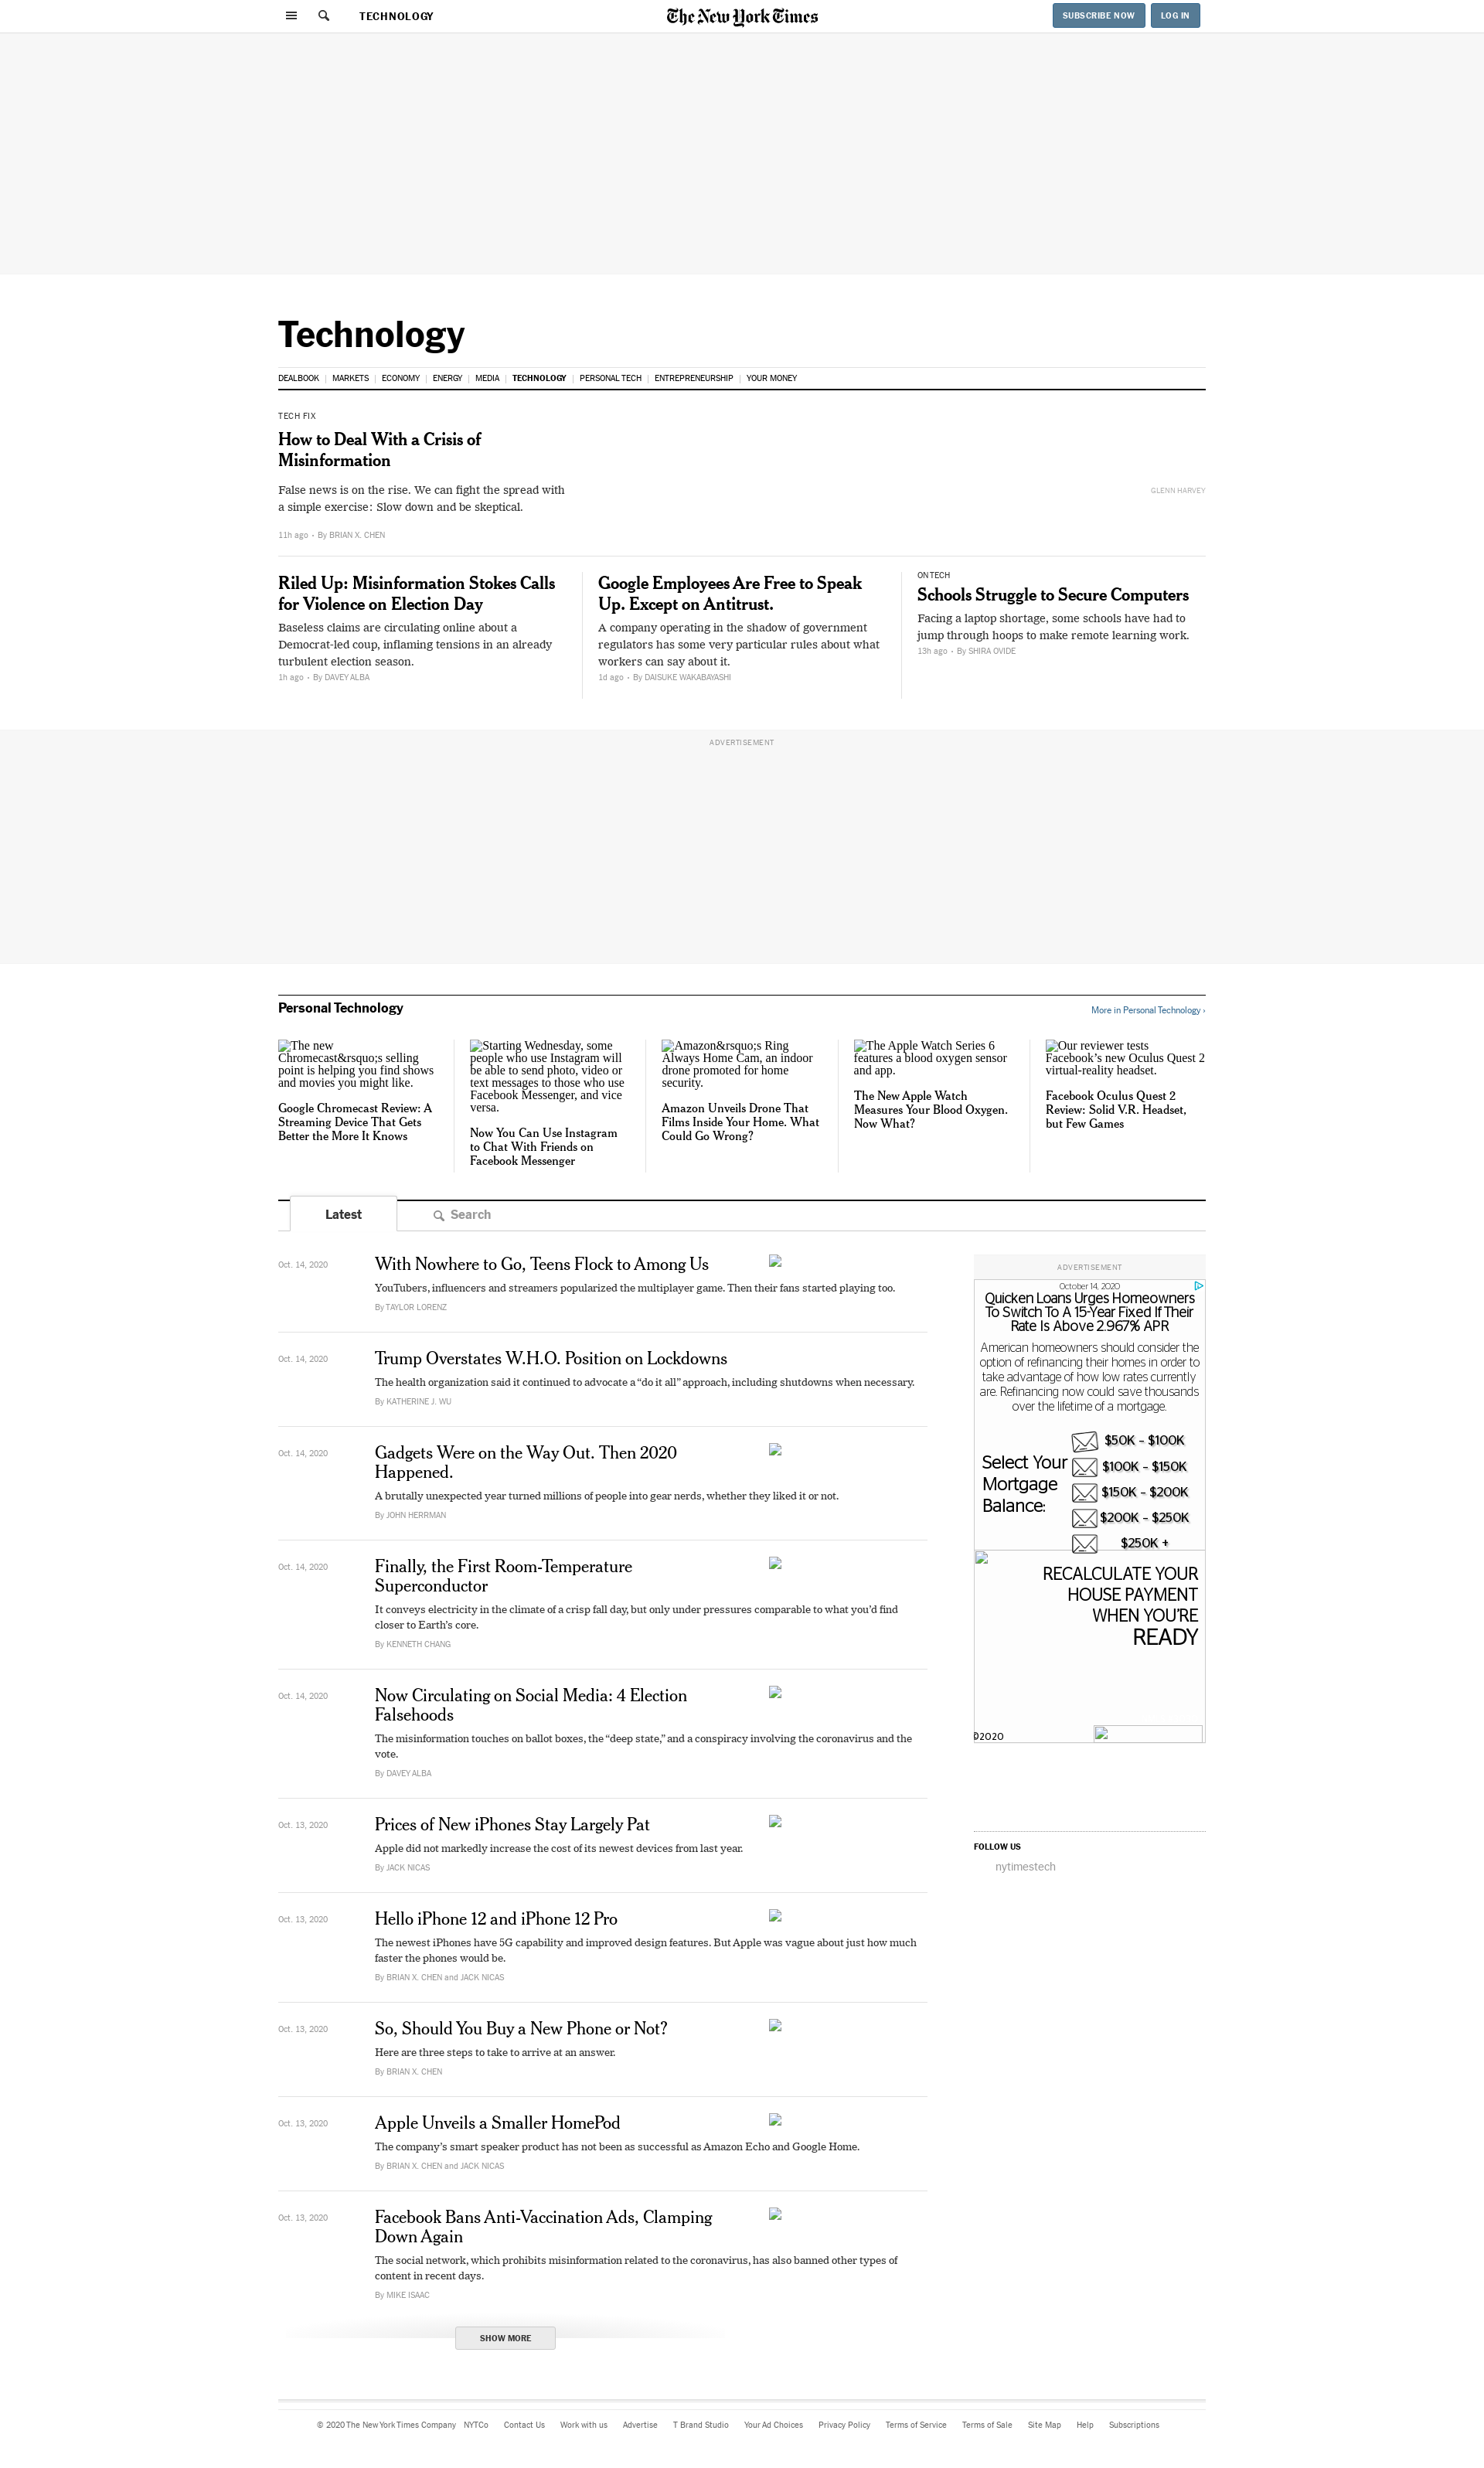 TECHNOLOGY
The New York Times
SUBSCRIBE NOW
LOG IN
Technology
DEALBOOK | MARKETS | ECONOMY | ENERGY | MEDIA | TECHNOLOGY | PERSONAL TECH | ENTREPRENEURSHIP | YOUR MONEY
TECH FIX
How to Deal With a Crisis of
Misinformation
False news is on the rise. We can fight the spread with
a simple exercise: Slow down and be skeptical.
11h ago • By BRIAN X. CHEN
GLENN HARVEY
Riled Up: Misinformation Stokes Calls
for Violence on Election Day
Baseless claims are circulating online about a
Democrat-led coup, inflaming tensions in an already
turbulent election season.
1h ago • By DAVEY ALBA
Google Employees Are Free to Speak
Up. Except on Antitrust.
A company operating in the shadow of government
regulators has some very particular rules about what
workers can say about it.
1d ago • By DAISUKE WAKABAYASHI
ON TECH
Schools Struggle to Secure Computers
Facing a laptop shortage, some schools have had to
jump through hoops to make remote learning work.
13h ago • By SHIRA OVIDE
ADVERTISEMENT
Personal Technology
More in Personal Technology ›
The new
Chromecast&rsquo;s selling
point is helping you find shows
and movies you might like.
Google Chromecast Review: A
Streaming Device That Gets
Better the More It Knows
Starting Wednesday, some
people who use Instagram will
be able to send photo, video or
text messages to those who use
Facebook Messenger, and vice
versa.
Now You Can Use Instagram
to Chat With Friends on
Facebook Messenger
Amazon&rsquo;s Ring
Always Home Cam, an indoor
drone promoted for home
security.
Amazon Unveils Drone That
Films Inside Your Home. What
Could Go Wrong?
The Apple Watch Series 6
features a blood oxygen sensor
and app.
The New Apple Watch
Measures Your Blood Oxygen.
Now What?
Our reviewer tests
Facebook’s new Oculus Quest 2
virtual-reality headset.
Facebook Oculus Quest 2
Review: Solid V.R. Headset,
but Few Games
Latest
Search
Oct. 14, 2020
With Nowhere to Go, Teens Flock to Among Us
YouTubers, influencers and streamers popularized the multiplayer game. Then their fans started playing too.
By TAYLOR LORENZ
Oct. 14, 2020
Trump Overstates W.H.O. Position on Lockdowns
The health organization said it continued to advocate a “do it all” approach, including shutdowns when necessary.
By KATHERINE J. WU
Oct. 14, 2020
Gadgets Were on the Way Out. Then 2020
Happened.
A brutally unexpected year turned millions of people into gear nerds, whether they liked it or not.
By JOHN HERRMAN
Oct. 14, 2020
Finally, the First Room-Temperature
Superconductor
It conveys electricity in the climate of a crisp fall day, but only under pressures comparable to what you’d find
closer to Earth’s core.
By KENNETH CHANG
Oct. 14, 2020
Now Circulating on Social Media: 4 Election
Falsehoods
The misinformation touches on ballot boxes, the “deep state,” and a conspiracy involving the coronavirus and the
vote.
By DAVEY ALBA
Oct. 13, 2020
Prices of New iPhones Stay Largely Pat
Apple did not markedly increase the cost of its newest devices from last year.
By JACK NICAS
Oct. 13, 2020
Hello iPhone 12 and iPhone 12 Pro
The newest iPhones have 5G capability and improved design features. But Apple was vague about just how much
faster the phones would be.
By BRIAN X. CHEN and JACK NICAS
Oct. 13, 2020
So, Should You Buy a New Phone or Not?
Here are three steps to take to arrive at an answer.
By BRIAN X. CHEN
Oct. 13, 2020
Apple Unveils a Smaller HomePod
The company’s smart speaker product has not been as successful as Amazon Echo and Google Home.
By BRIAN X. CHEN and JACK NICAS
Oct. 13, 2020
Facebook Bans Anti-Vaccination Ads, Clamping
Down Again
The social network, which prohibits misinformation related to the coronavirus, has also banned other types of
content in recent days.
By MIKE ISAAC
SHOW MORE
ADVERTISEMENT
October 14, 2020
Quicken Loans Urges Homeowners
To Switch To A 15-Year Fixed If Their
Rate Is Above 2.967% APR
American homeowners should consider the
option of refinancing their homes in order to
take advantage of how low rates currently
are. Refinancing now could save thousands
over the lifetime of a mortgage.
Select Your
Mortgage
Balance:
$50K - $100K
$100K - $150K
$150K - $200K
$200K - $250K
$250K +
RECALCULATE YOUR
HOUSE PAYMENT
WHEN YOU'RE
READY
©2020
FOLLOW US
nytimestech
© 2020 The New York Times Company NYTCo Contact Us Work with us Advertise T Brand Studio Your Ad Choices Privacy Policy Terms of Service Terms of Sale Site Map Help Subscriptions